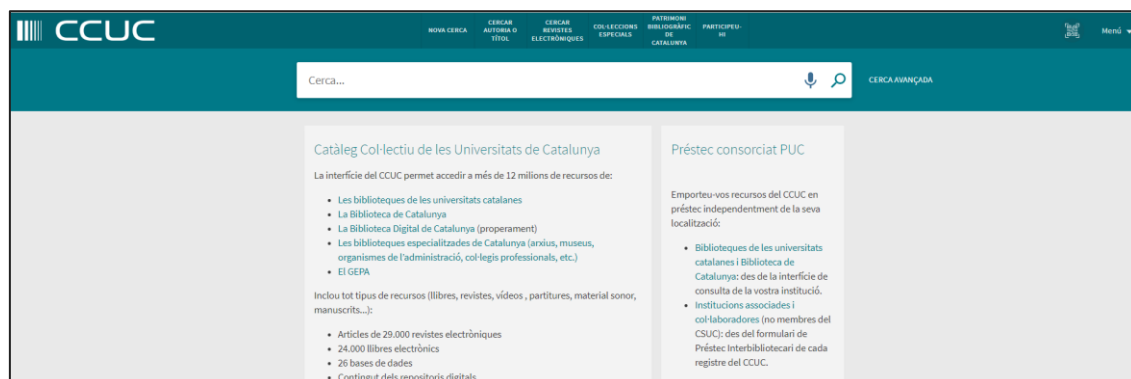 CCUC
NOVA CERCA
CERCAR
AUTORIA O
TÍTOL
CERCAR
REVISTES
ELECTRÒNIQUES
COL·LECCIONS
ESPECIALS
PATRIMONI
BIBLIOGRÀFIC
DE
CATALUNYA
PARTICIPEU-
HI
Menú
Cerca...
CERCA AVANÇADA
Catàleg Col·lectiu de les Universitats de Catalunya
La interfície del CCUC permet accedir a més de 12 milions de recursos de:
• Les biblioteques de les universitats catalanes
• La Biblioteca de Catalunya
• La Biblioteca Digital de Catalunya (properament)
• Les biblioteques especialitzades de Catalunya (arxius, museus,
organismes de l'administració, col·legis professionals, etc.)
• El GEPA
Inclou tot tipus de recursos (llibres, revistes, vídeos , partitures, material sonor,
manuscrits...):
• Articles de 29.000 revistes electròniques
• 24.000 llibres electrònics
• 26 bases de dades
• Contingut dels repositoris digitals
Préstec consorciat PUC
Emporteu-vos recursos del CCUC en
préstec independentment de la seva
localització:
• Biblioteques de les universitats
catalanes i Biblioteca de
Catalunya: des de la interfície de
consulta de la vostra institució.
• Institucions associades i
col·laboradores (no membres del
CSUC): des del formulari de
Préstec Interbibliotecari de cada
registre del CCUC.